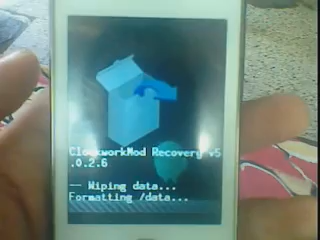 ClockworkMod Recovery v5
.0.2.6
-- Wiping data...
Formatting /data...